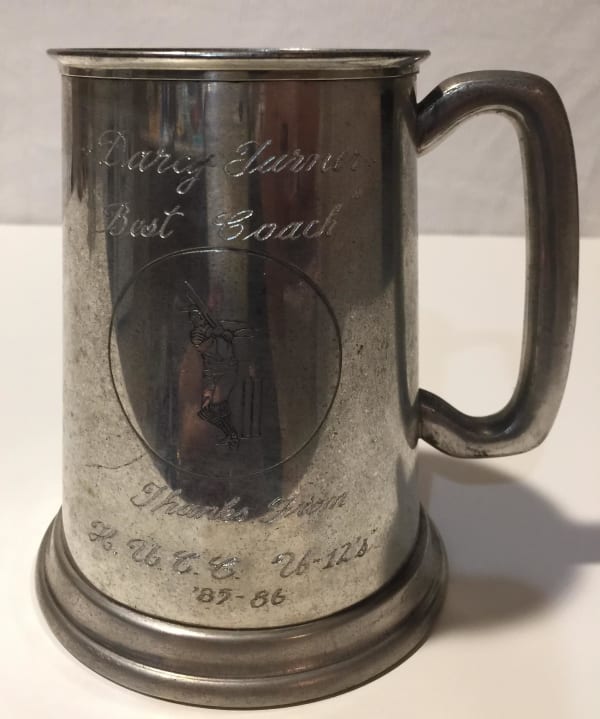 "Darcy Turner
Best Coach"
Thanks From
H. U. C. C. U-12's"
'85-86